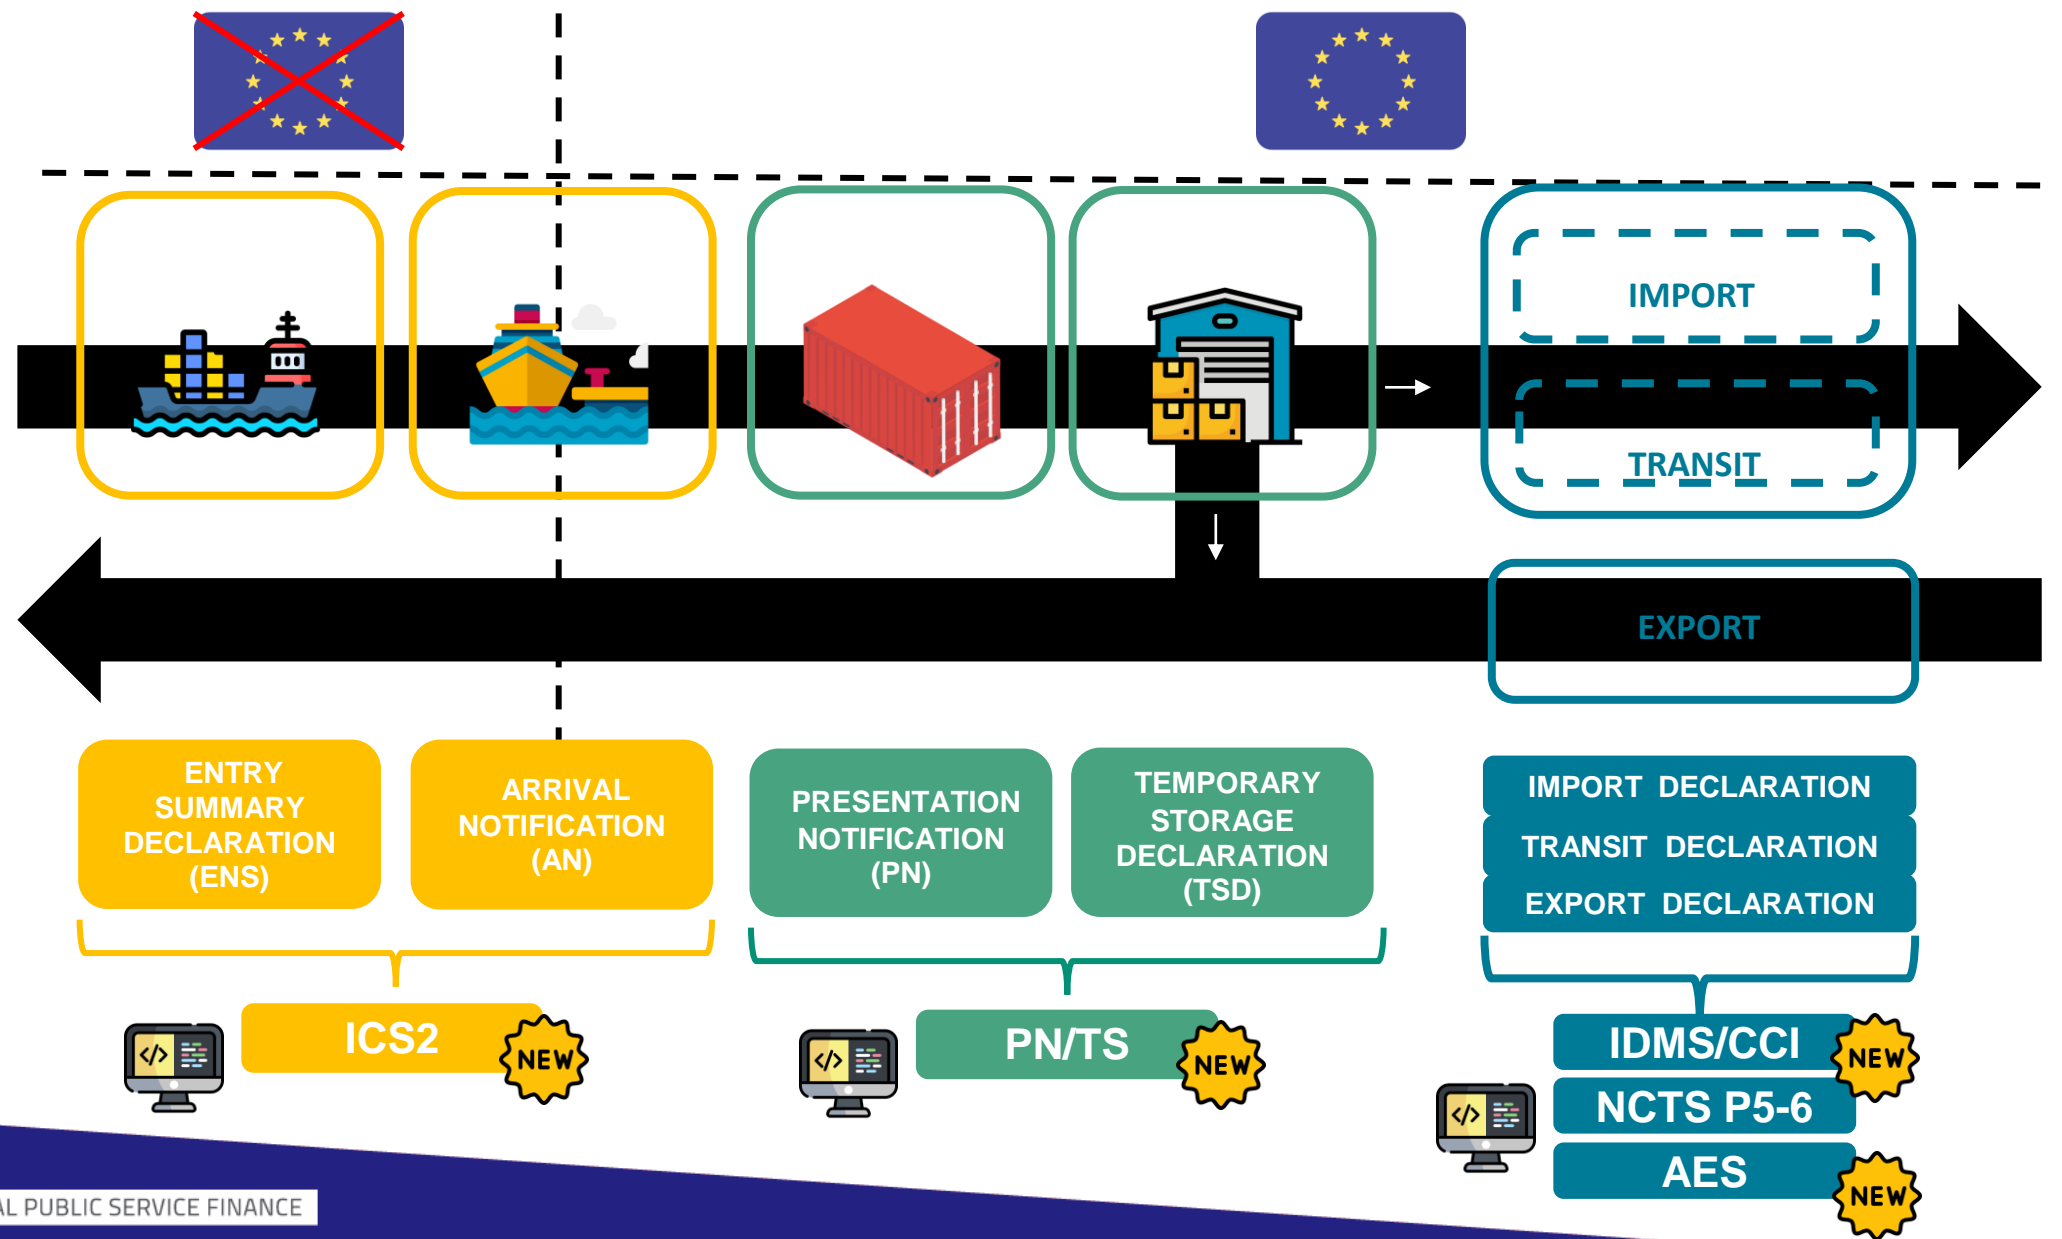 IMPORT
TRANSIT
EXPORT
ENTRY
SUMMARY
DECLARATION
(ENS)
ARRIVAL
NOTIFICATION
(AN)
PRESENTATION
NOTIFICATION
(PN)
TEMPORARY
STORAGE
DECLARATION
(TSD)
IMPORT DECLARATION
TRANSIT DECLARATION
EXPORT DECLARATION
</>
ICS2
NEW
</>
PN/TS
NEW
</>
IDMS/CCI
NEW
NCTS P5-6
AES
NEW
PUBLIC SERVICE FINANCE